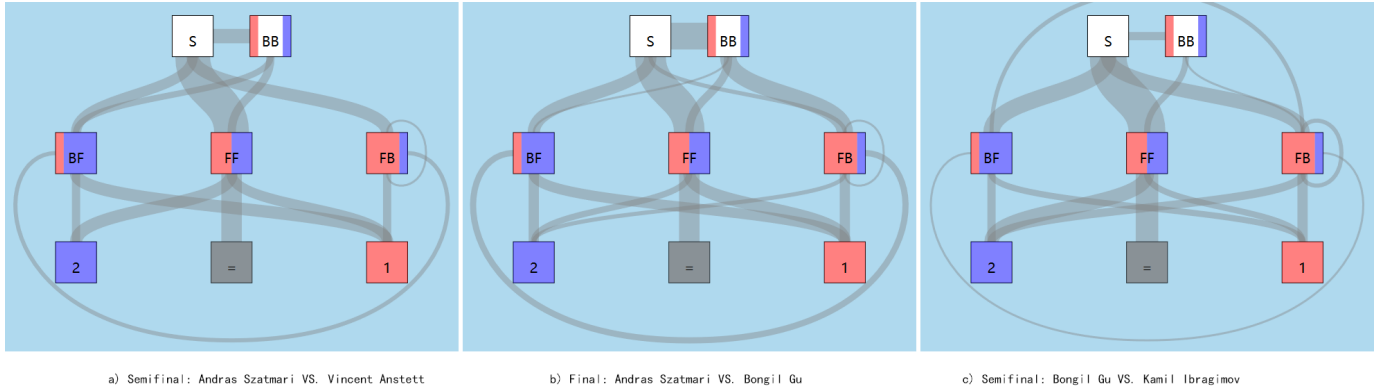 S BB S BB S BB
BF FF FB BF FF FB BF FF FB
2 = 1 2 = 1 2 = 1
a) Semifinal: Andras Szatmari VS. Vincent Anstett b) Final: Andras Szatmari VS. Bongil Gu c) Semifinal: Bongil Gu VS. Kamil Ibragimov